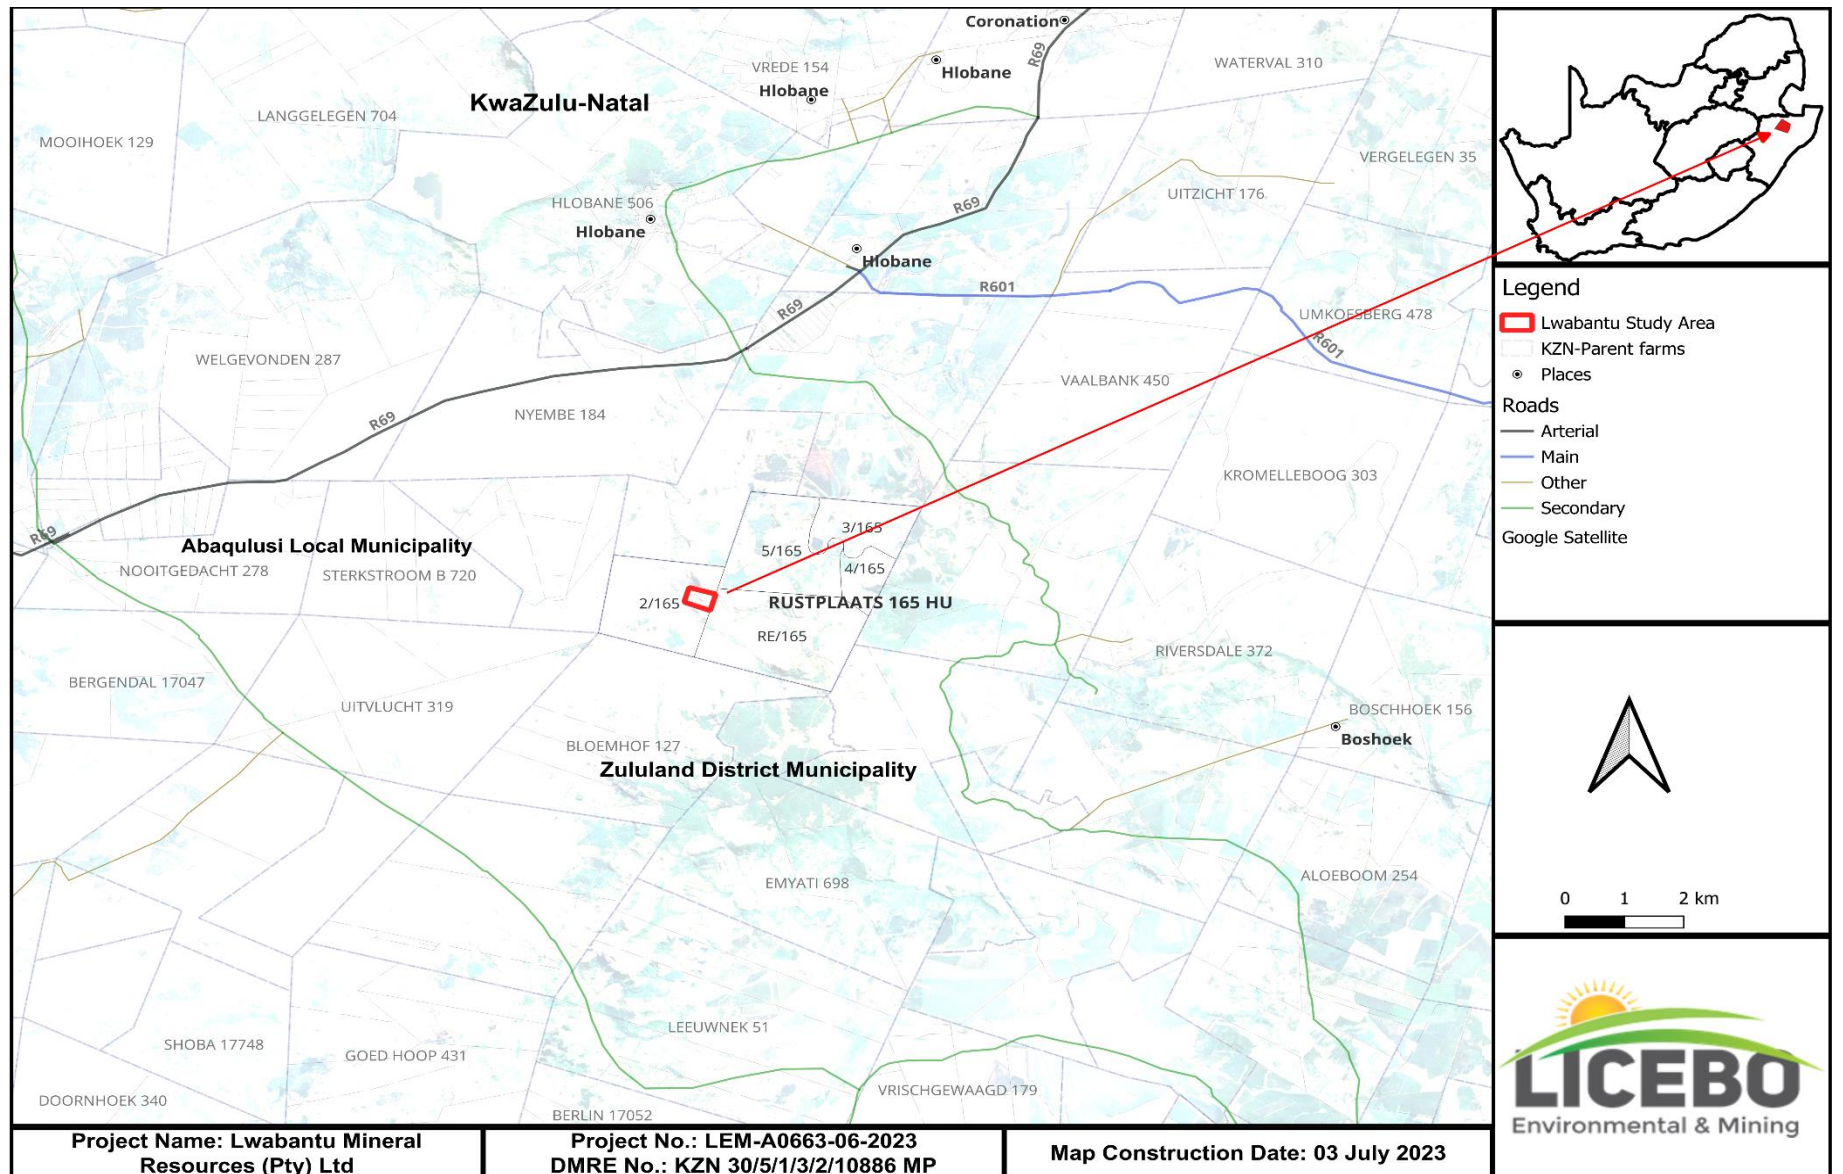 Coronation
R69
VREDE 154
Hlobane
Hlobane
WATERVAL 310
KwaZulu-Natal
LANGGELEGEN 704
MOOIHOEK 129
VERGELEGEN 35
UITZICHT 176
HLOBANE 506
Hlobane
R69
Hlobane
R601
R69
UMKOESBERG 478
R601
WELGEVONDEN 287
VAALBANK 450
NYEMBE 184
R69
KROMELLEBOOG 303
R69
3/165
5/165
4/165
Abaqulusi Local Municipality
NOOITGEDACHT 278
STERKSTROOM B 720
2/165
RUSTPLAATS 165 HU
RE/165
RIVERSDALE 372
BERGENDAL 17047
UITVLUCHT 319
BOSCHHOEK 156
Boshoek
BLOEMHOF 127
Zululand District Municipality
EMYATI 698
ALOEBOOM 254
LEEUWNEK 51
SHOBA 17748
GOED HOOP 431
VRISCHGEWAAGD 179
DOORNHOEK 340
BERLIN 17052
Legend
Lwabantu Study Area
KZN-Parent farms
Places
Roads
Arterial
Main
Other
Secondary
Google Satellite
0 1 2 km
LICEBO
Environmental & Mining
Project Name: Lwabantu Mineral
Resources (Pty) Ltd
Project No.: LEM-A0663-06-2023
DMRE No.: KZN 30/5/1/3/2/10886 MP
Map Construction Date: 03 July 2023